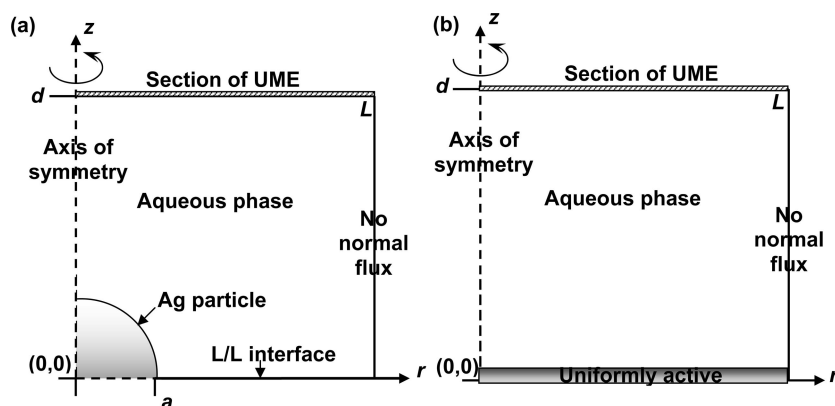 (a)
z
Section of UME
d
L
Axis of
symmetry
Aqueous phase
No
normal
flux
Ag particle
L/L interface
(0,0)
r
a
(b)
z
Section of UME
d
L
Axis of
symmetry
Aqueous phase
No
normal
flux
(0,0)
Uniformly active
r